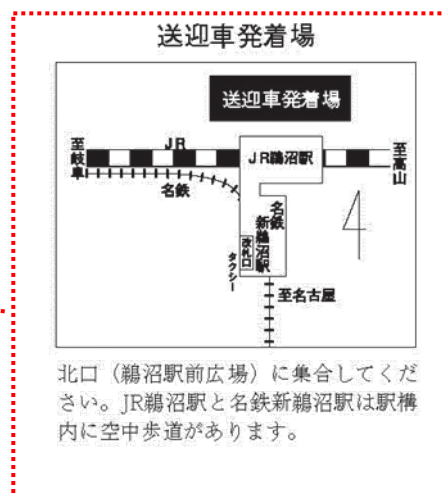 送迎車発着場
送迎車発着場
至岐阜
JR
JR鵜沼駅
至高山
名鉄
名鉄
新鵜沼駅
改札口
タクシー
至名古屋
北口（鵜沼駅前広場）に集合してくだ
さい。JR鵜沼駅と名鉄新鵜沼駅は駅構
内に空中歩道があります。